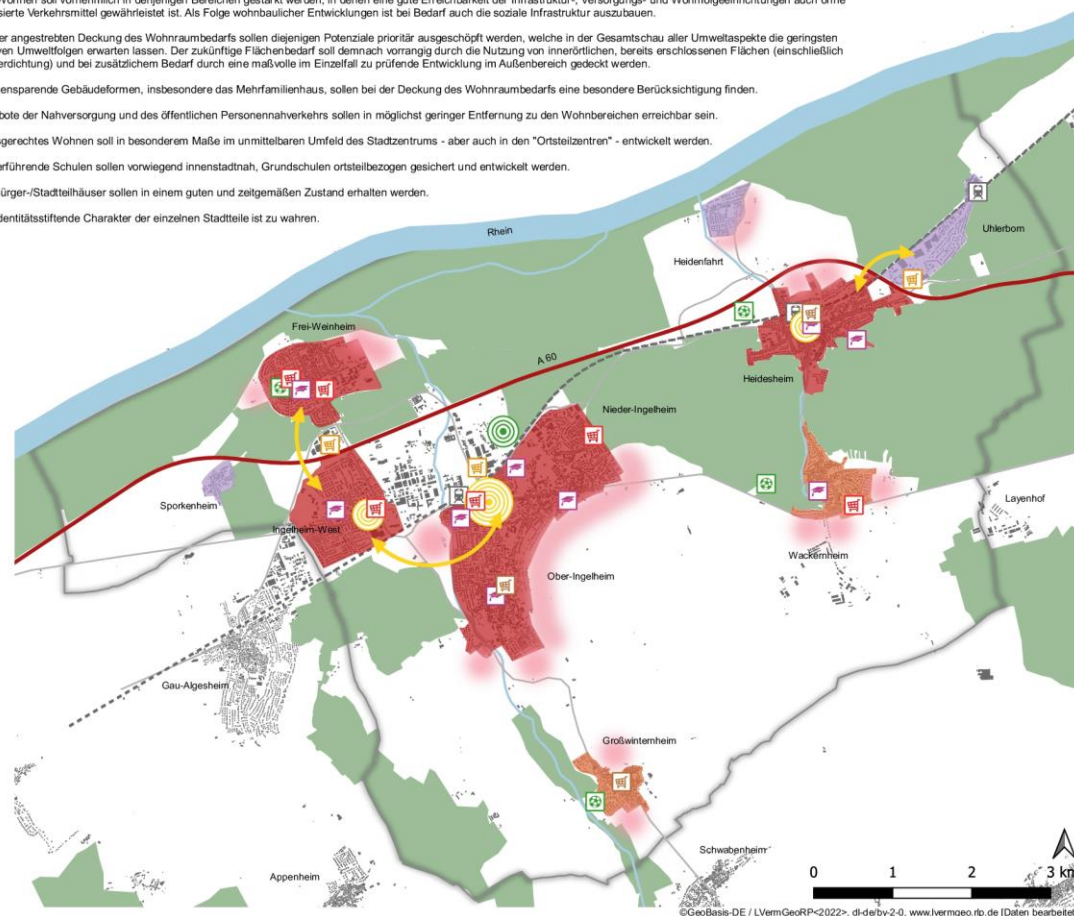 Wohnen soll vornehmlich in denjenigen Bereichen gestärkt werden, in denen eine gute Erreichbarkeit der Infrastruktur-, Versorgungs- und Wohnfolgeeinrichtungen auch ohne
sierte Verkehrsmittel gewährleistet ist. Als Folge wohnbaulicher Entwicklungen ist bei Bedarf auch die soziale Infrastruktur auszubauen.
er angestrebten Deckung des Wohnraumbedarfs sollen diejenigen Potenziale prioritär ausgeschöpft werden, welche in der Gesamtschau aller Umweltaspekte die geringsten
ven Umweltfolgen erwarten lassen. Der zukünftige Flächenbedarf soll demnach vorrangig durch die Nutzung von innerörtlichen, bereits erschlossenen Flächen (einschließlich
erdichtung) und bei zusätzlichem Bedarf durch eine maßvolle im Einzelfall zu prüfende Entwicklung im Außenbereich gedeckt werden.
ensparende Gebäudeformen, insbesondere das Mehrfamilienhaus, sollen bei der Deckung des Wohnraumbedarfs eine besondere Berücksichtigung finden.
bote der Nahversorgung und des öffentlichen Personennahverkehrs sollen in möglichst geringer Entfernung zu den Wohnbereichen erreichbar sein.
sgerechtes Wohnen soll in besonderem Maße im unmittelbaren Umfeld des Stadtzentrums - aber auch in den "Ortsteilzentren" - entwickelt werden.
erführende Schulen sollen vorwiegend innenstadtnah, Grundschulen ortsteilbezogen gesichert und entwickelt werden.
ürger-/Stadtteilhäuser sollen in einem guten und zeitgemäßen Zustand erhalten werden.
dentitätsstiftende Charakter der einzelnen Stadtteile ist zu wahren.
Rhein
Uhlerborn
Heidenfahrt
Frei-Weinheim
A 60
Heidesheim
Nieder-Ingelheim
Sporkenheim
Layenhof
Ingelheim-West
Wackernheim
Ober-Ingelheim
Gau-Algesheim
Großwinternheim
Schwabenheim
Appenheim
0 1 2 3 km
©GeoBasis-DE / LVermGeoRP<2022>, dl-de/by-2-0, www.lvermgeo.rlp.de [Daten bearbeitet